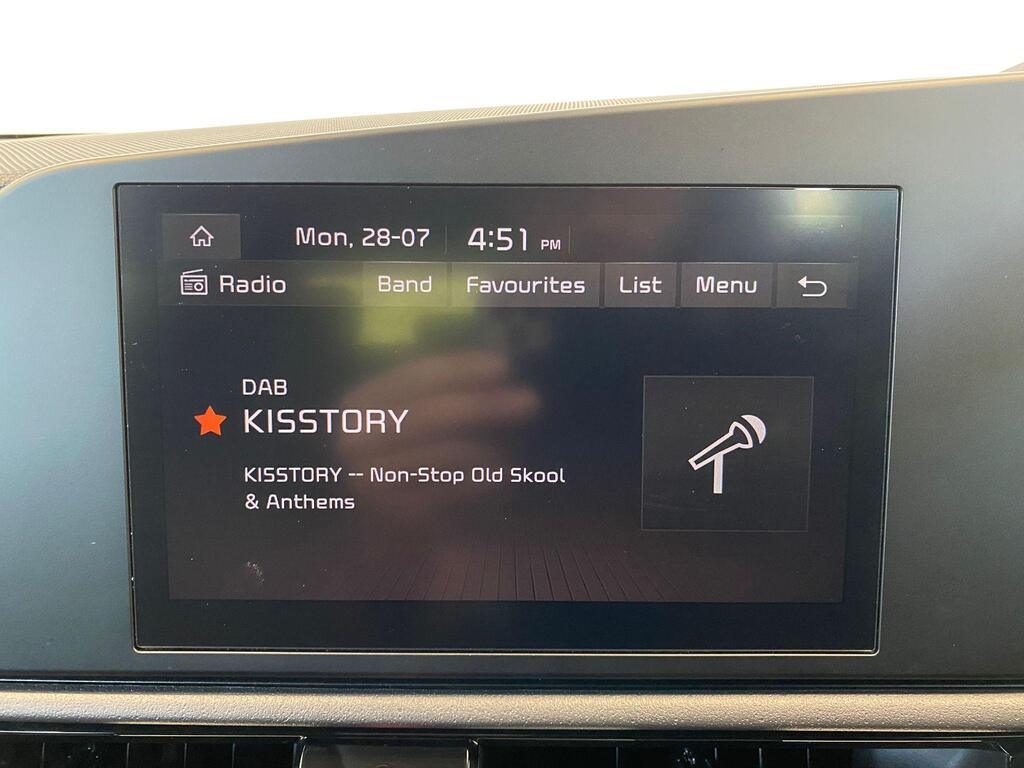 Mon, 28-07 4:51 PM
Radio Band Favourites List Menu
DAB
KISSTORY
KISSTORY -- Non-Stop Old Skool
& Anthems